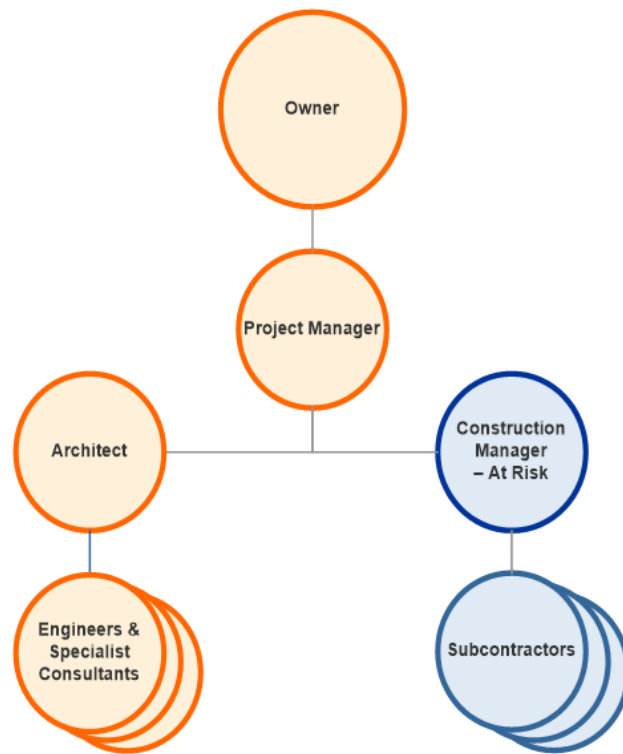 Owner
Project Manager
Architect
Construction
Manager
– At Risk
Engineers &
Specialist
Consultants
Subcontractors